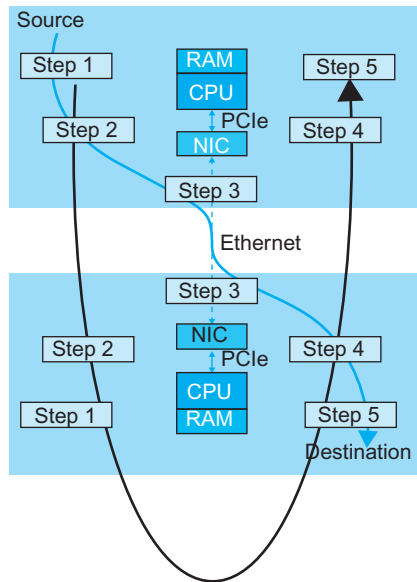 Source
Step 1
RAM
Step 5
CPU
Step 2
PCIe
Step 4
NIC
Step 3
Ethernet
Step 3
NIC
Step 2
Step 4
PCIe
CPU
Step 1
Step 5
RAM
Destination